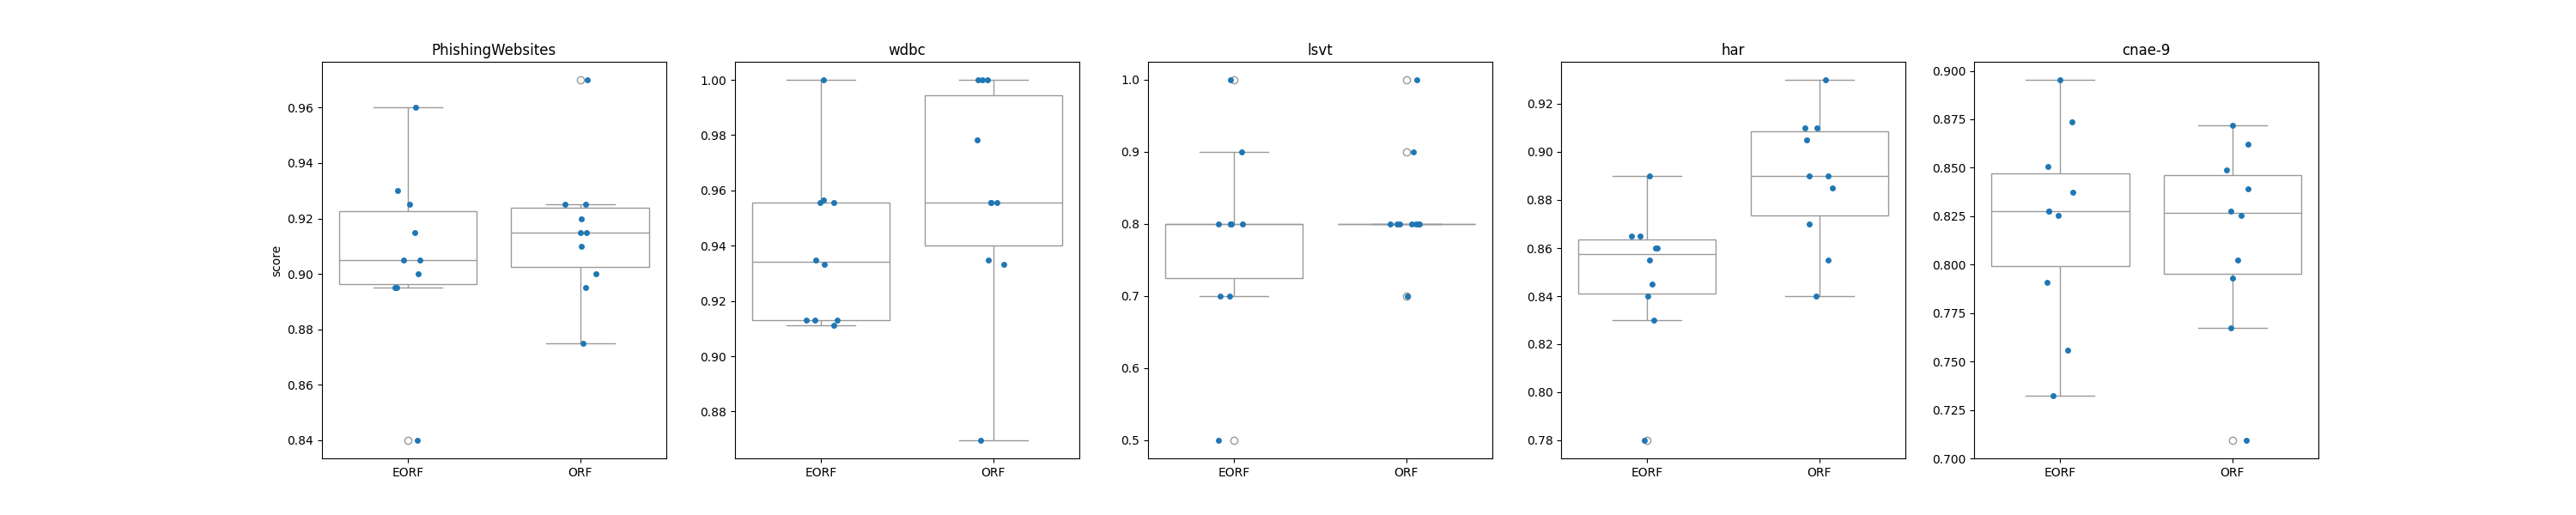 PhishingWebsites
score
0.96
0.94
0.92
0.90
0.88
0.86
0.84
EORF
ORF
wdbc
1.00
0.98
0.96
0.94
0.92
0.90
0.88
EORF
ORF
lsvt
1.0
0.9
0.8
0.7
0.6
0.5
EORF
ORF
har
0.92
0.90
0.88
0.86
0.84
0.82
0.80
0.78
EORF
ORF
cnae-9
0.900
0.875
0.850
0.825
0.800
0.775
0.750
0.725
0.700
EORF
ORF